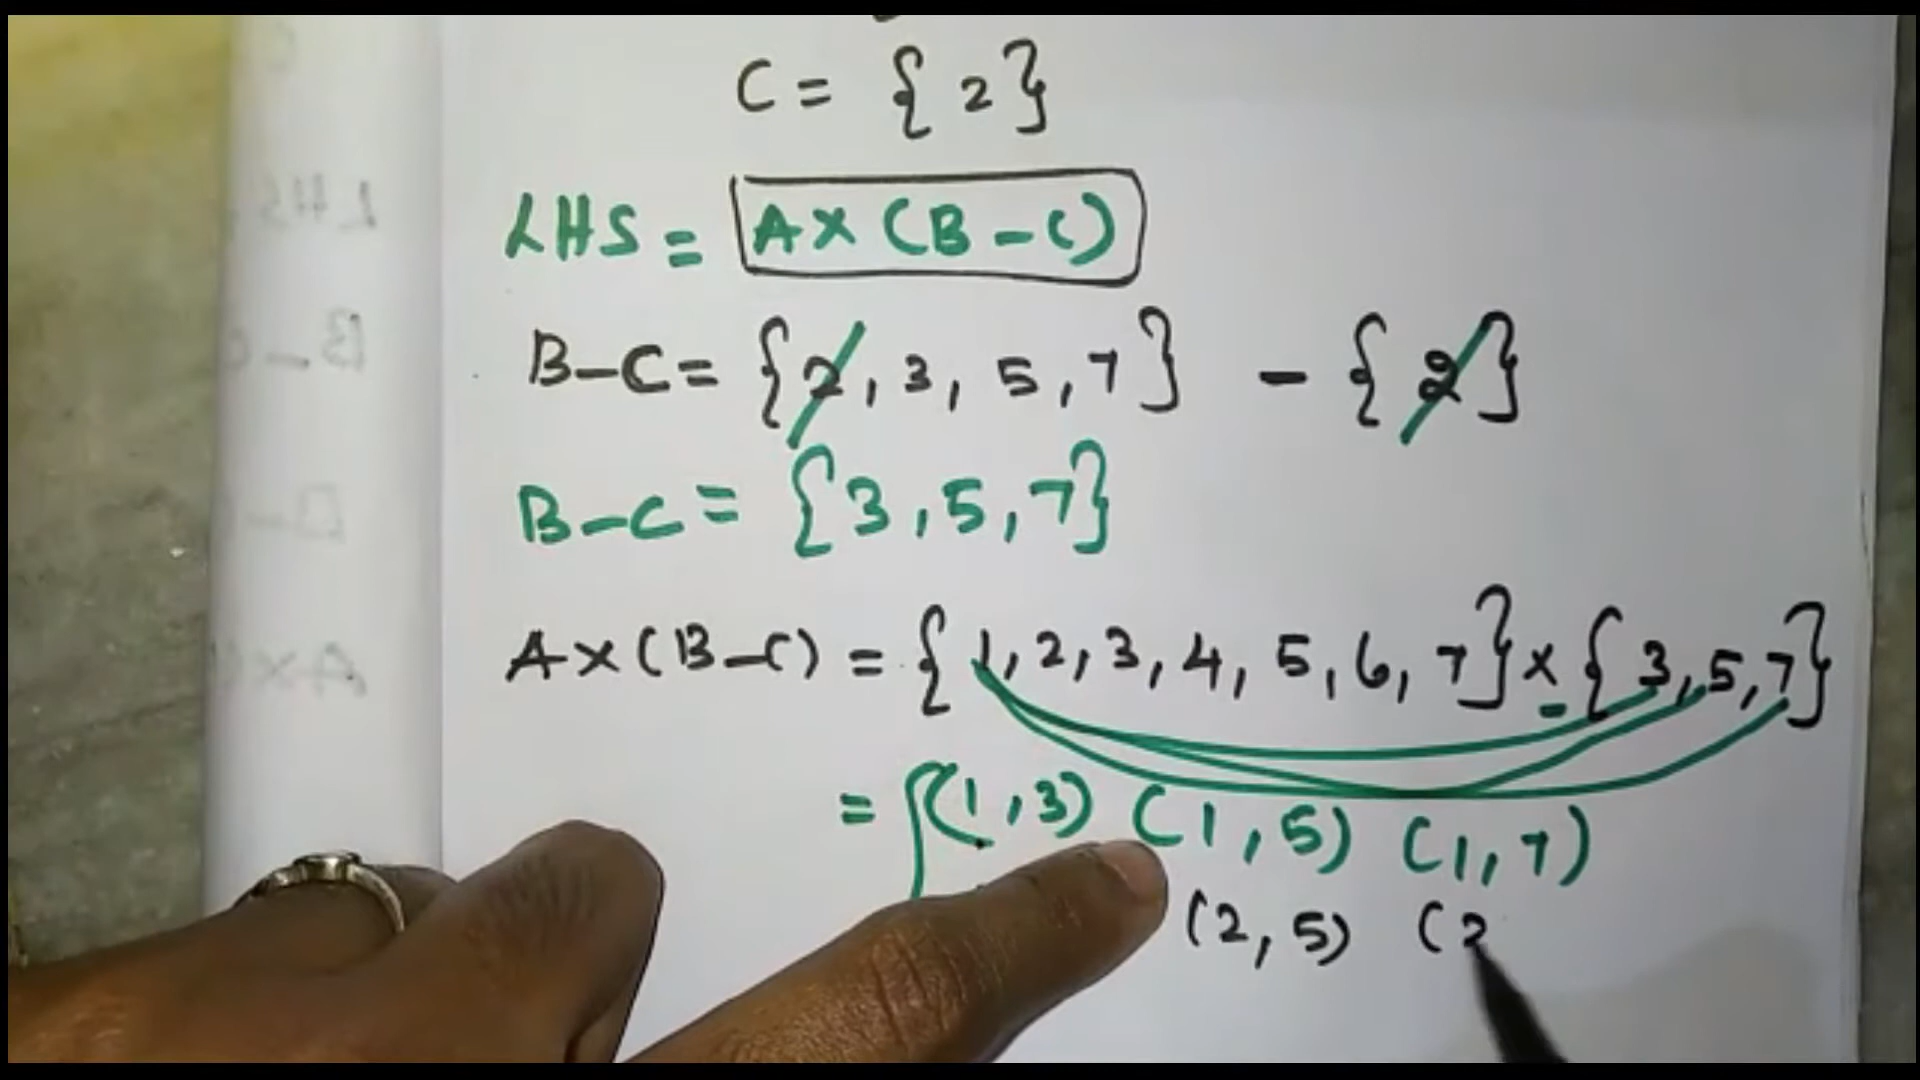 C = {2}
LHS = A×(B-C)
B-C = {2, 3, 5, 7} - {2}
B-C = {3, 5, 7}
A×(B-C) = {1, 2, 3, 4, 5, 6, 7} × {3, 5, 7}
= {(1,3) (1,5) (1,7)
(2,5) (2